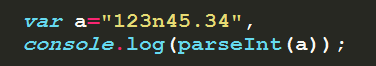 var a="123n45.34",
console.log(parseInt(a));